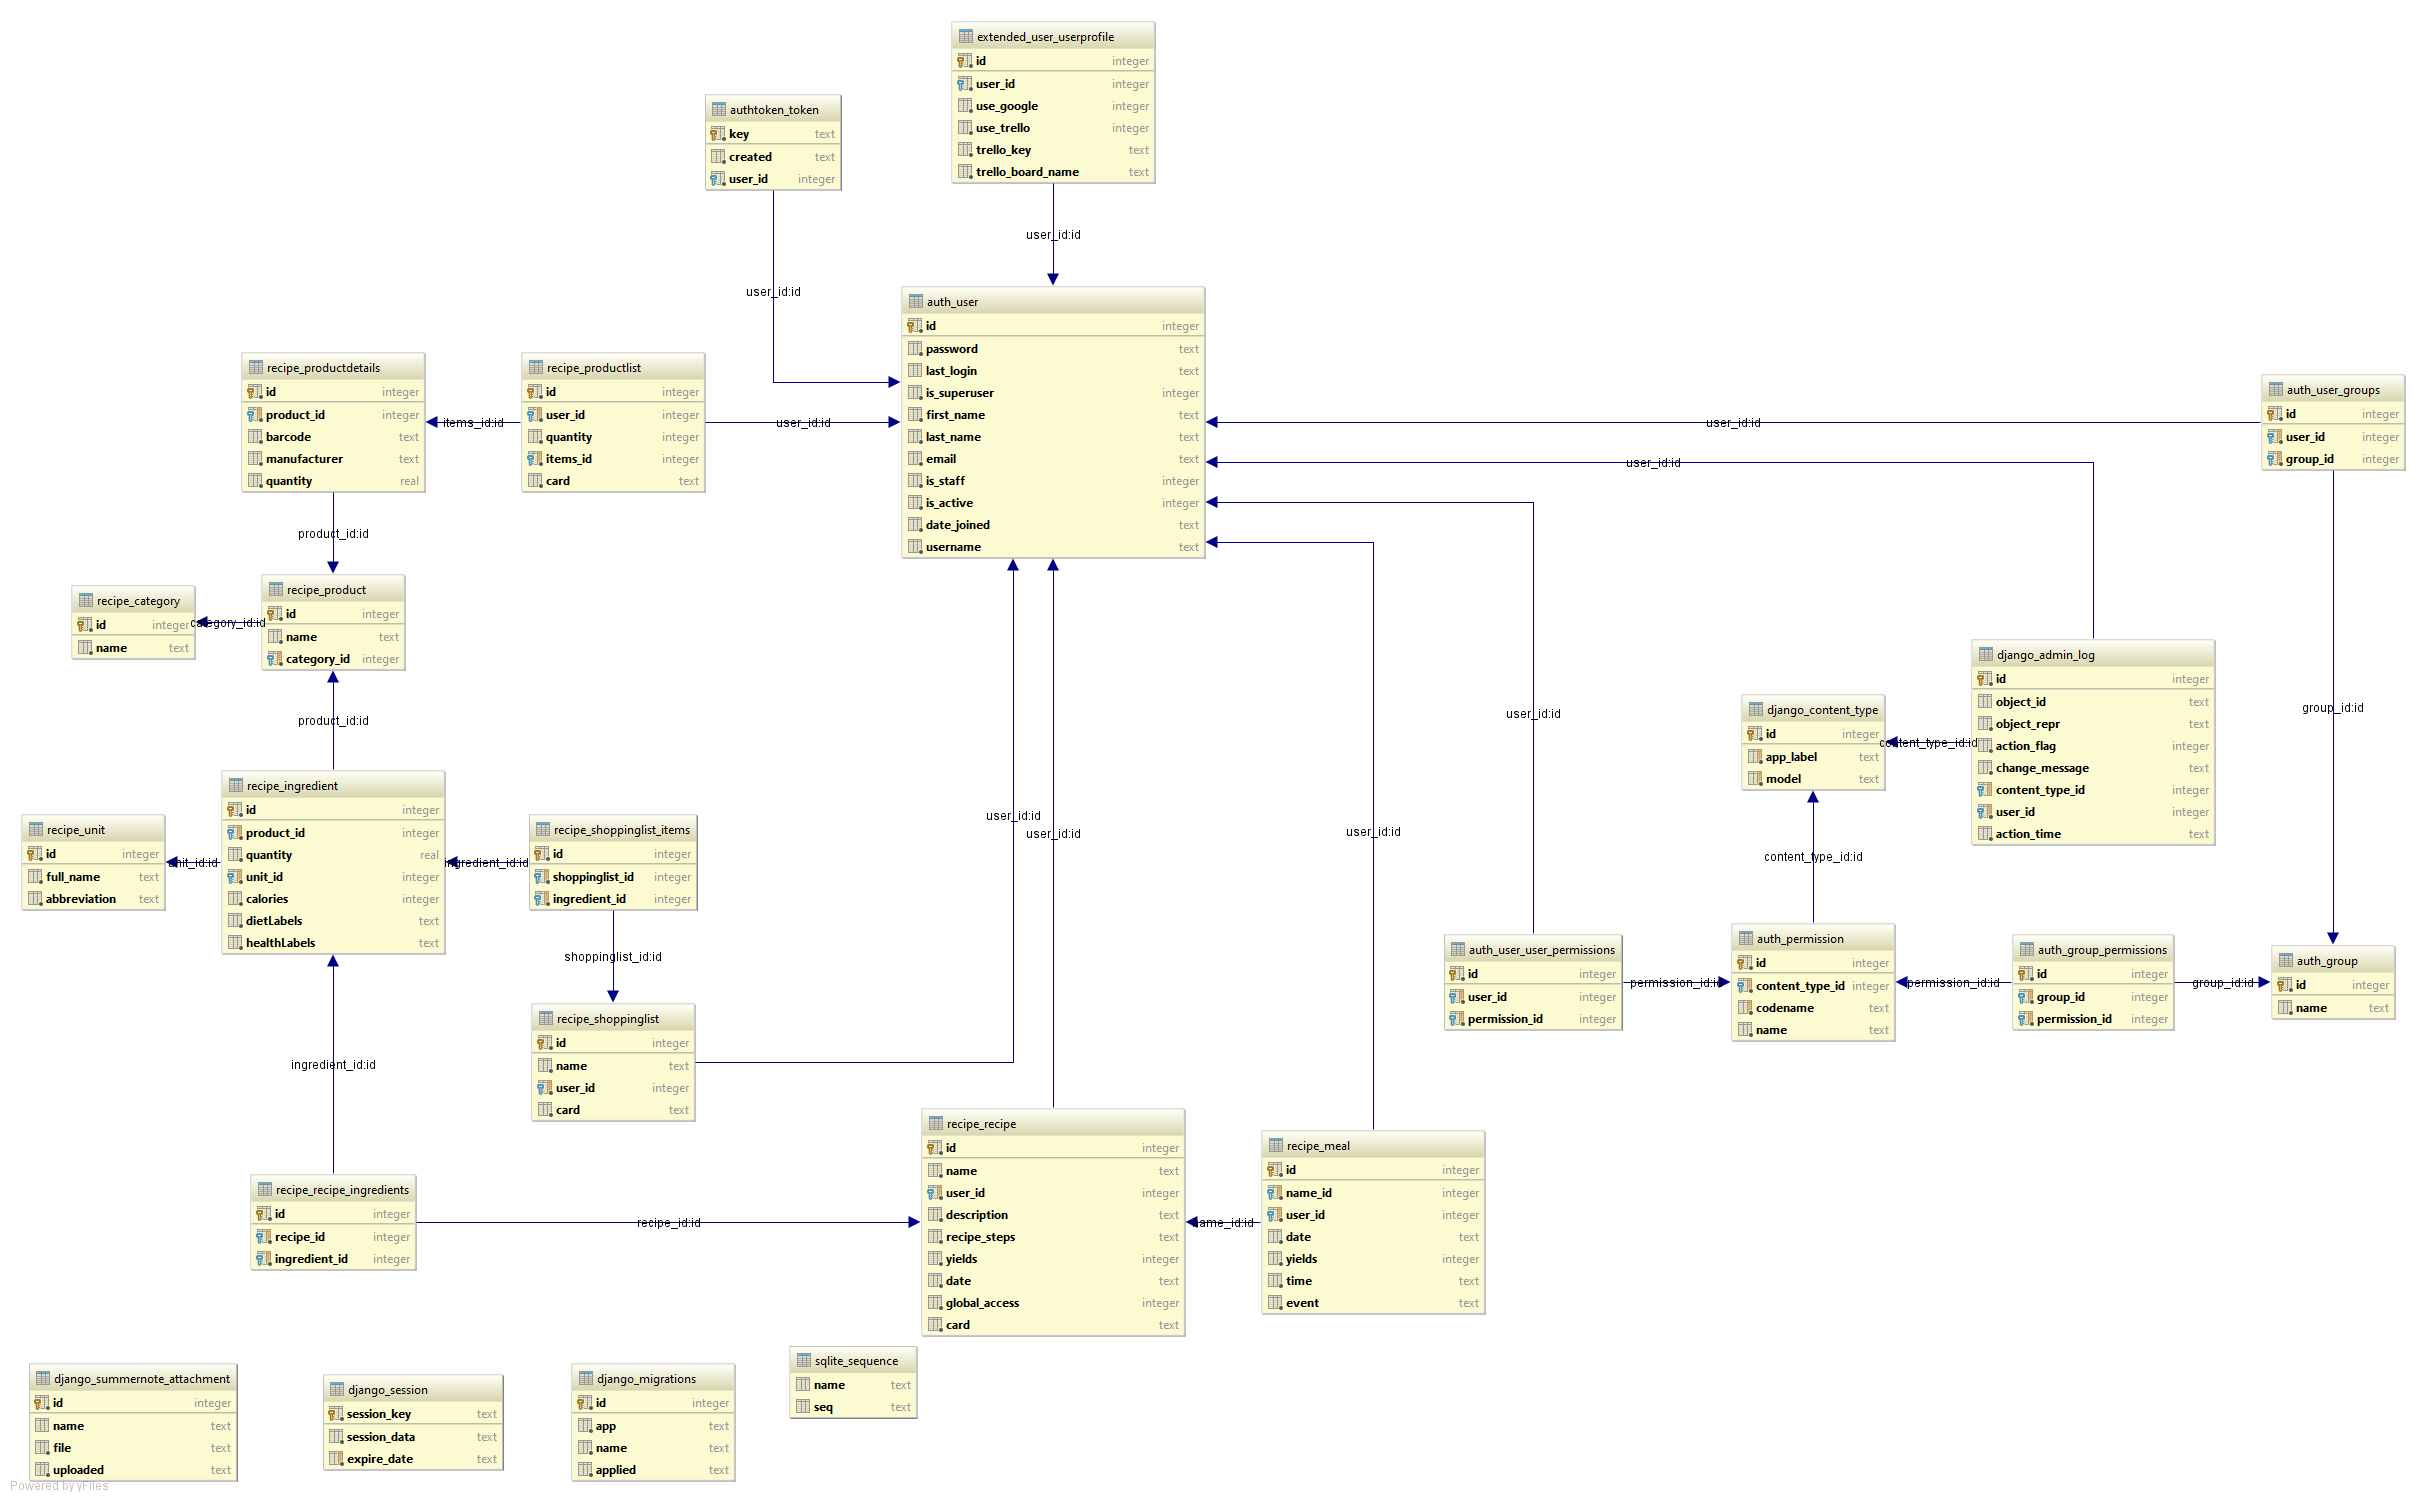 extended_user_userprofile
id integer
user_id integer
use_google integer
use_trello integer
trello_key text
trello_board_name text
authtoken_token
key text
created text
user_id integer
user_id:id
user_id:id
auth_user
id integer
password text
last_login text
is_superuser integer
first_name text
last_name text
email text
is_staff integer
is_active integer
date_joined text
username text
recipe_productdetails
id integer
product_id integer
barcode text
manufacturer text
quantity real
items_id:id
recipe_productlist
id integer
user_id integer
quantity integer
items_id integer
card text
user_id:id
auth_user_groups
id integer
user_id integer
group_id integer
user_id:id
user_id:id
product_id:id
recipe_category
id integer
name text
category_id:id
recipe_product
id integer
name text
category_id integer
product_id:id
django_admin_log
id integer
object_id text
object_repr text
action_flag integer
change_message text
content_type_id integer
user_id integer
action_time text
django_content_type
id integer
app_label text
model text
content_type_id:id
user_id:id
group_id:id
recipe_ingredient
id integer
product_id integer
quantity real
unit_id integer
calories integer
dietLabels text
healthLabels text
recipe_unit
id integer
full_name text
abbreviation text
unit_id:id
ingredient_id:id
recipe_shoppinglist_items
id integer
shoppinglist_id integer
ingredient_id integer
user_id:id
user_id:id
user_id:id
content_type_id:id
shoppinglist_id:id
auth_user_user_permissions
id integer
user_id integer
permission_id integer
permission_id:id
auth_permission
id integer
content_type_id integer
codename text
name text
permission_id:id
auth_group_permissions
id integer
group_id integer
permission_id integer
group_id:id
auth_group
id integer
name text
recipe_shoppinglist
id integer
name text
user_id integer
card text
ingredient_id:id
recipe_recipe
id integer
name text
user_id integer
description text
recipe_steps text
yields integer
date text
global_access integer
card text
recipe_meal
id integer
name_id integer
user_id integer
date text
yields integer
time text
event text
name_id:id
recipe_recipe_ingredients
id integer
recipe_id integer
ingredient_id integer
recipe_id:id
django_summernote_attachment
id integer
name text
file text
uploaded text
django_session
session_key text
session_data text
expire_date text
django_migrations
id integer
app text
name text
applied text
sqlite_sequence
name text
seq text
Powered by yFiles